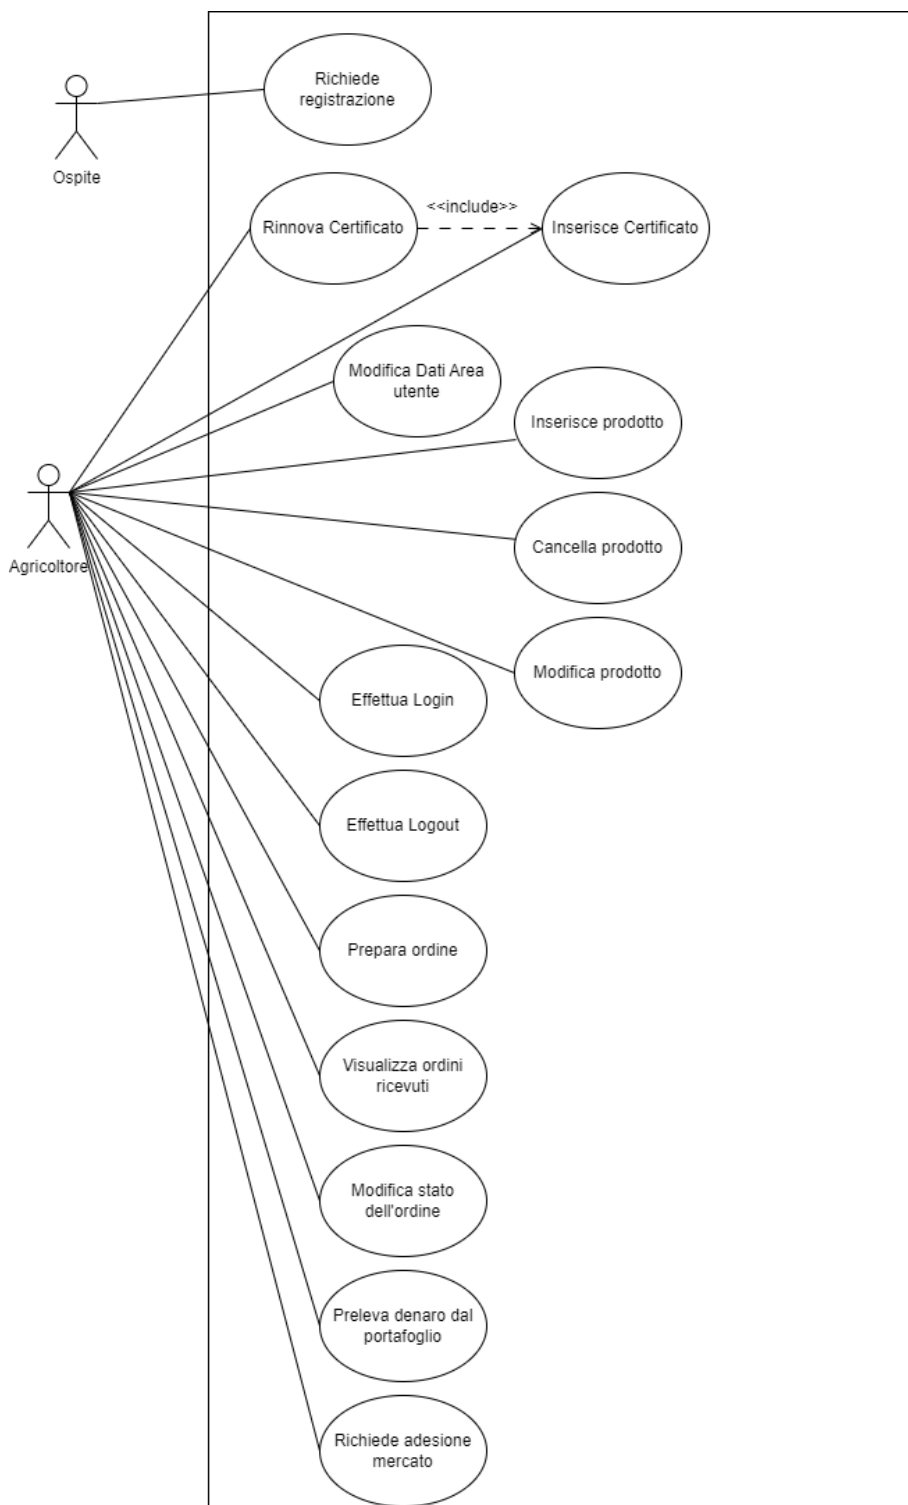 Richiede
registrazione
Ospite
<<include>>
Rinnova Certificato
Inserisce Certificato
Modifica Dati Area
utente
Inserisce prodotto
Agricoltore
Cancella prodotto
Modifica prodotto
Effettua Login
Effettua Logout
Prepara ordine
Visualizza ordini
ricevuti
Modifica stato
dell'ordine
Preleva denaro dal
portafoglio
Richiede adesione
mercato